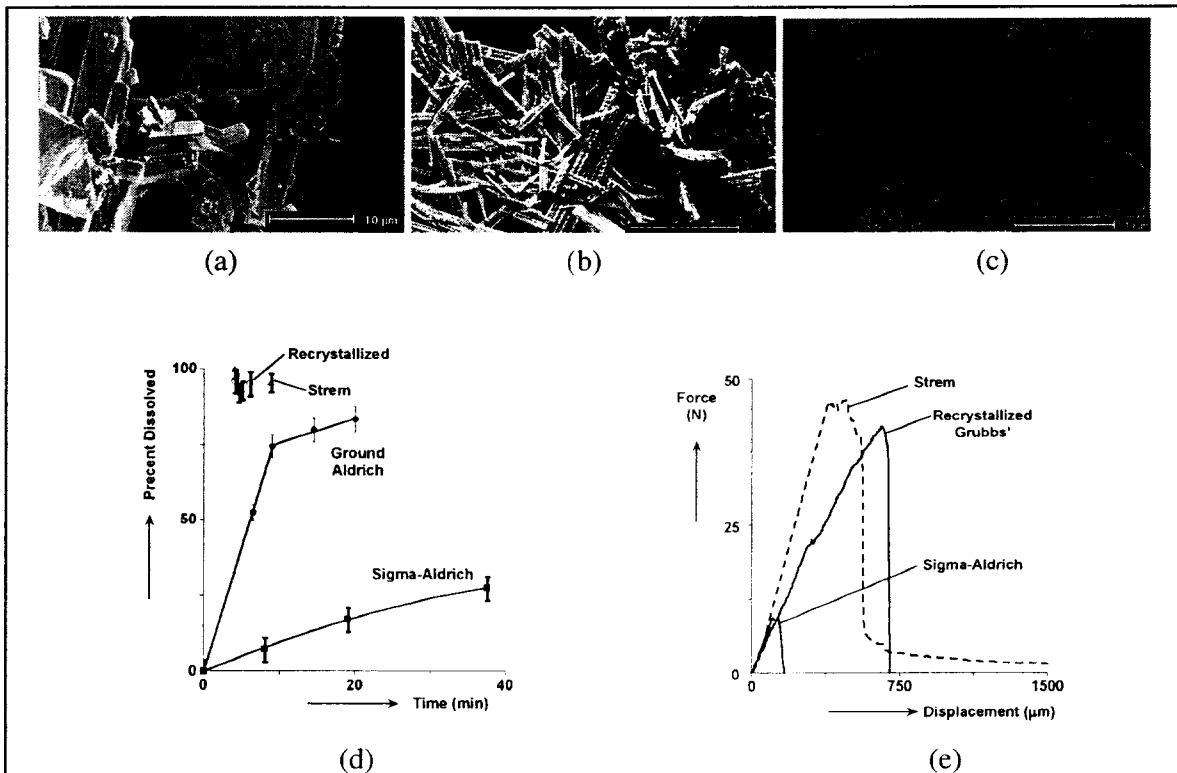 10 µm
(a)
(b)
(c)
100
50
0
0
20
40
Precent Dissolved
Time (min)
Recrystallized
Strem
Ground
Aldrich
Sigma-Aldrich
(d)
50
25
0
0
750
1500
Force
(N)
Displacement (µm)
Strem
Recrystallized
Grubbs'
Sigma-Aldrich
(e)